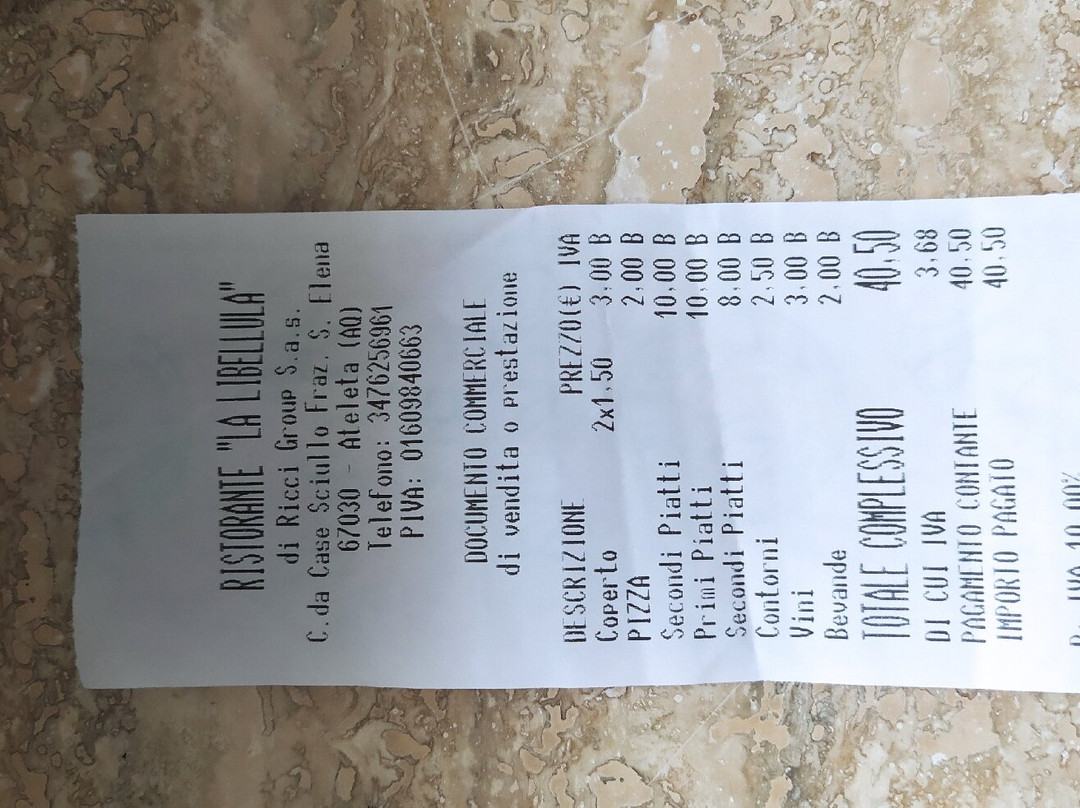 RISTORANTE "LA LIBELLULA"
di Ricci Group S.a.s.
C.da Case Sciullo Fraz. S. Elena
67030 - Ateleta (AQ)
Telefono: 3476256961
PIVA: 01609840663
DOCUMENTO COMMERCIALE
di vendita o prestazione
DESCRIZIONE PREZZO(€) IVA
2x1,50
Coperto 3,00 B
PIZZA 2,00 B
Secondi Piatti 10,00 B
Primi Piatti 10,00 B
Secondi Piatti 8,00 B
Contorni 2,50 B
Vini 3,00 B
Bevande 2,00 B
TOTALE COMPLESSIVO 40,50
DI CUI IVA 3,68
PAGAMENTO CONTANTE 40,50
IMPORTO PAGATO 40,50
IVA 10,00%